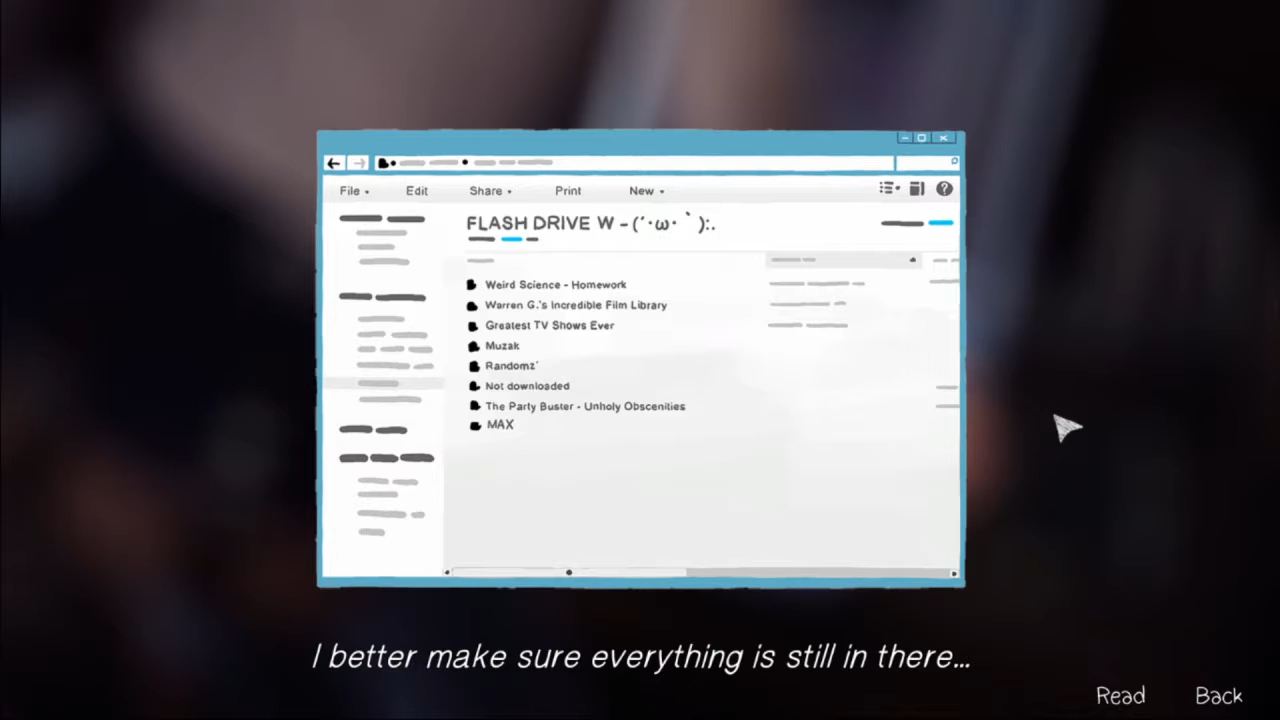 File Edit Share Print New
FLASH DRIVE W - (´･ω･`):.
Weird Science - Homework
Warren G.'s Incredible Film Library
Greatest TV Shows Ever
Muzak
Randomz'
Not downloaded
The Party Buster - Unholy Obscenities
MAX
I better make sure everything is still in there...
Read Back